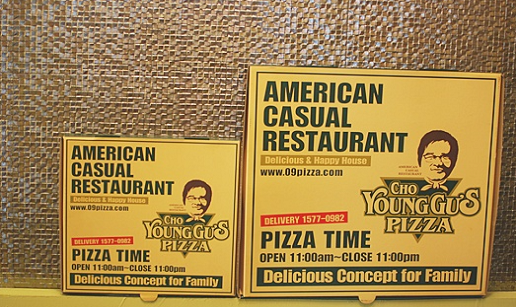 AMERICAN
CASUAL
RESTAURANT
Delicious & Happy House
www.09pizza.com
CHO
YOUNG GU'S
PIZZA
DELIVERY 1577-0982
PIZZA TIME
OPEN 11:00am~CLOSE 11:00pm
Delicious Concept for Family
AMERICAN
CASUAL
RESTAURANT
Delicious & Happy House
www.09pizza.com
CHO
YOUNG GU'S
PIZZA
DELIVERY 1577-0982
PIZZA TIME
OPEN 11:00am~CLOSE 11:00pm
Delicious Concept for Family